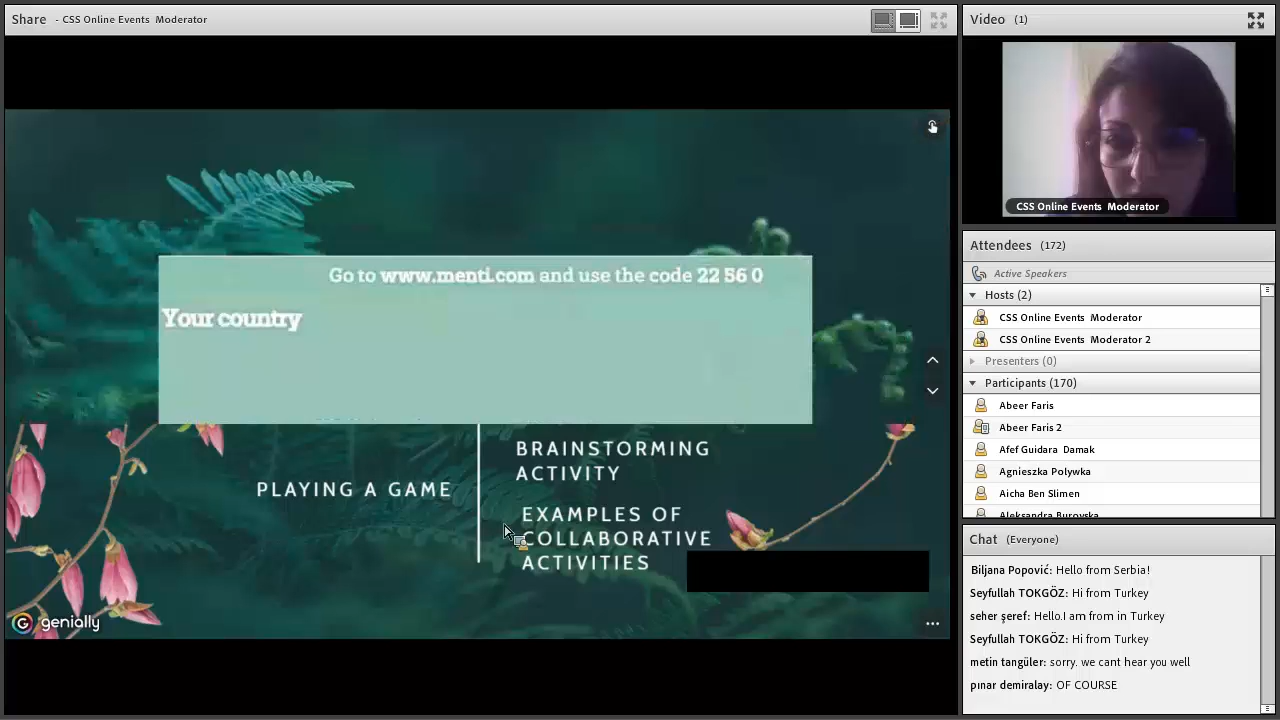 Share - CSS Online Events Moderator
Go to www.menti.com and use the code 22 56 0
Your country
PLAYING A GAME
BRAINSTORMING
ACTIVITY
EXAMPLES OF
COLLABORATIVE
ACTIVITIES
genially
Video (1)
CSS Online Events Moderator
Attendees (172)
Active Speakers
Hosts (2)
CSS Online Events Moderator
CSS Online Events Moderator 2
Presenters (0)
Participants (170)
Abeer Faris
Abeer Faris 2
Afef Guidara Damak
Agnieszka Polywka
Aicha Ben Slimen
Aleksandra Burovska
Chat (Everyone)
Biljana Popović: Hello from Serbia!
Seyfullah TOKGÖZ: Hi from Turkey
seher şeref: Hello.I am from in Turkey
Seyfullah TOKGÖZ: Hi from Turkey
metin tangüler: sorry. we cant hear you well
pınar demiralay: OF COURSE